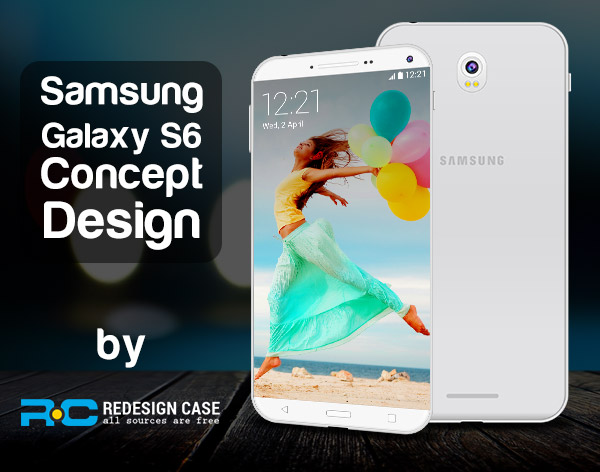 Samsung
Galaxy S6
Concept
Design
by
RC REDESIGN CASE
all sources are free
12:21
12:21
Wed, 2 April
SAMSUNG